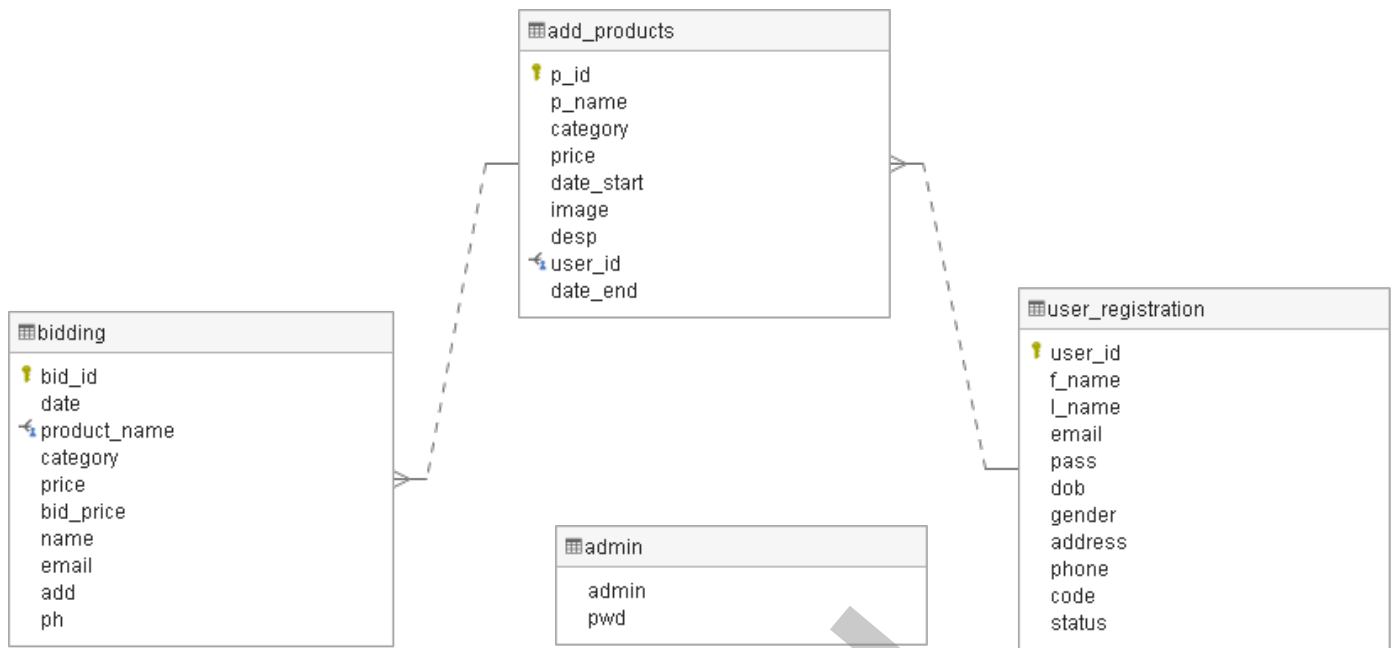 add_products
p_id
p_name
category
price
date_start
image
desp
user_id
date_end
bidding
bid_id
date
product_name
category
price
bid_price
name
email
add
ph
admin
admin
pwd
user_registration
user_id
f_name
l_name
email
pass
dob
gender
address
phone
code
status